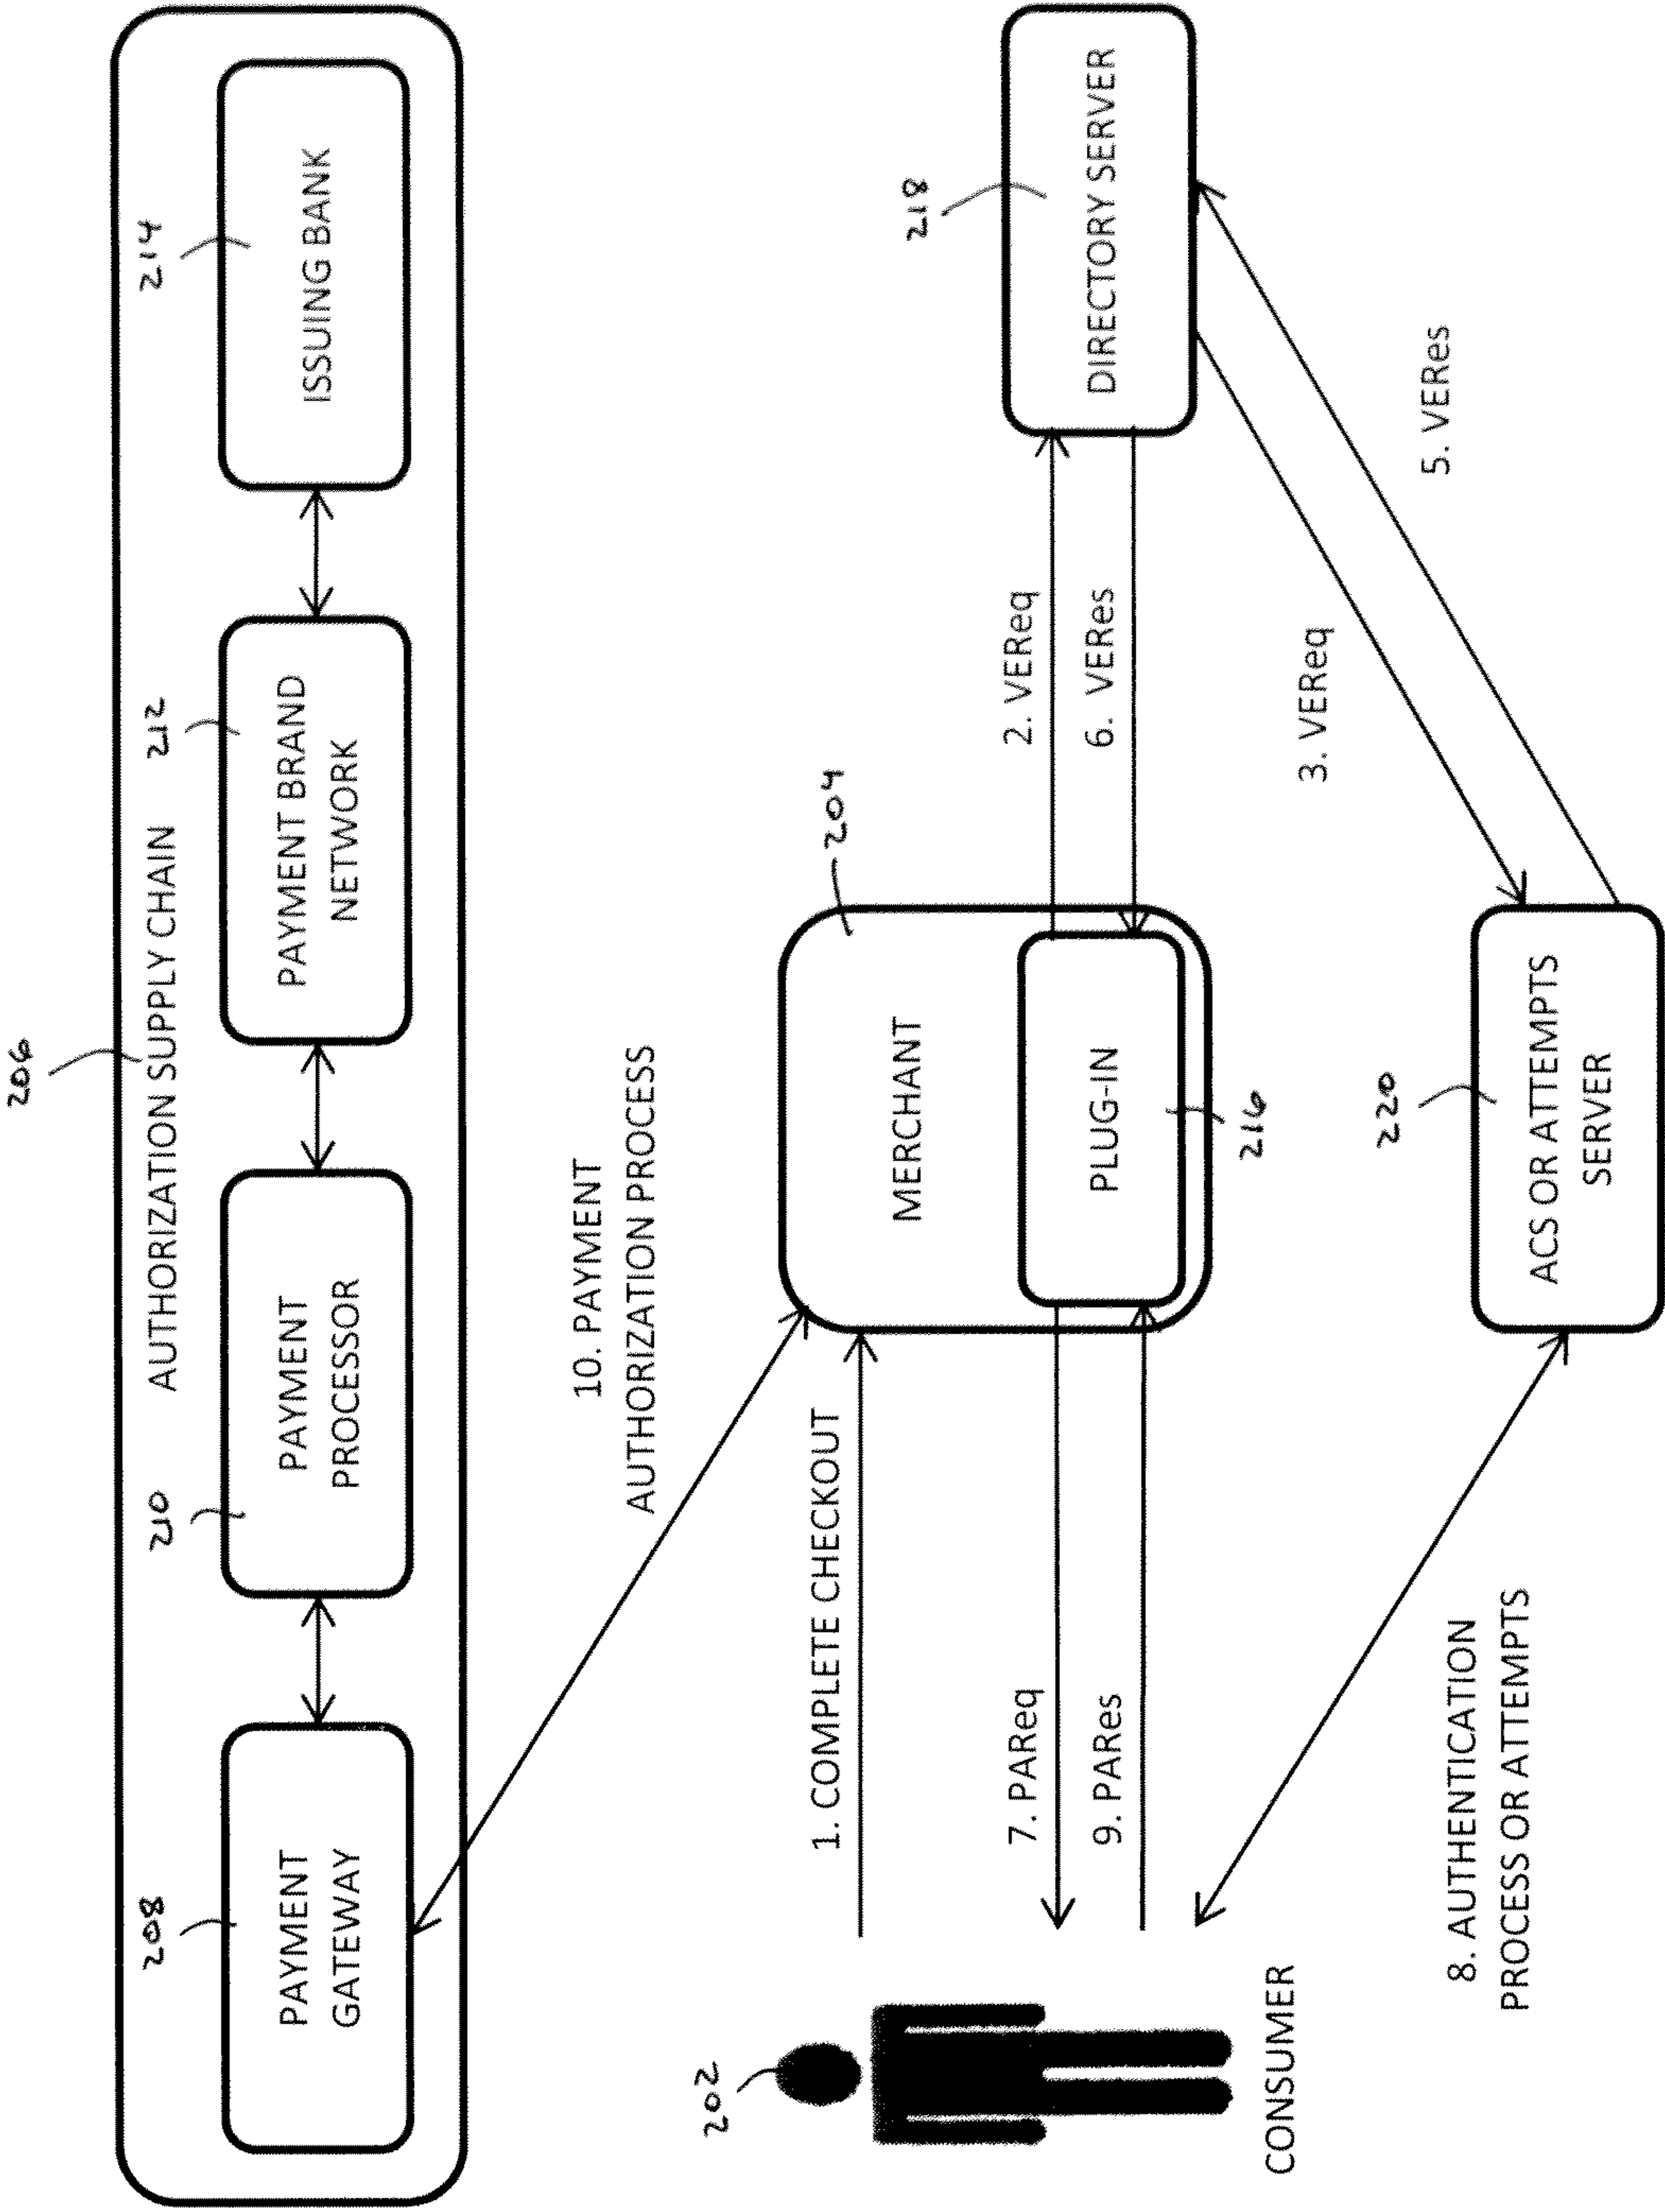 206
AUTHORIZATION SUPPLY CHAIN
208
210
212
214
PAYMENT
GATEWAY
PAYMENT
PROCESSOR
PAYMENT BRAND
NETWORK
ISSUING BANK
10. PAYMENT
AUTHORIZATION PROCESS
202
204
218
1. COMPLETE CHECKOUT
MERCHANT
2. VEReq
6. VERes
DIRECTORY SERVER
7. PAReq
9. PARes
PLUG-IN
216
CONSUMER
3. VEReq
5. VERes
220
8. AUTHENTICATION
PROCESS OR ATTEMPTS
ACS OR ATTEMPTS
SERVER